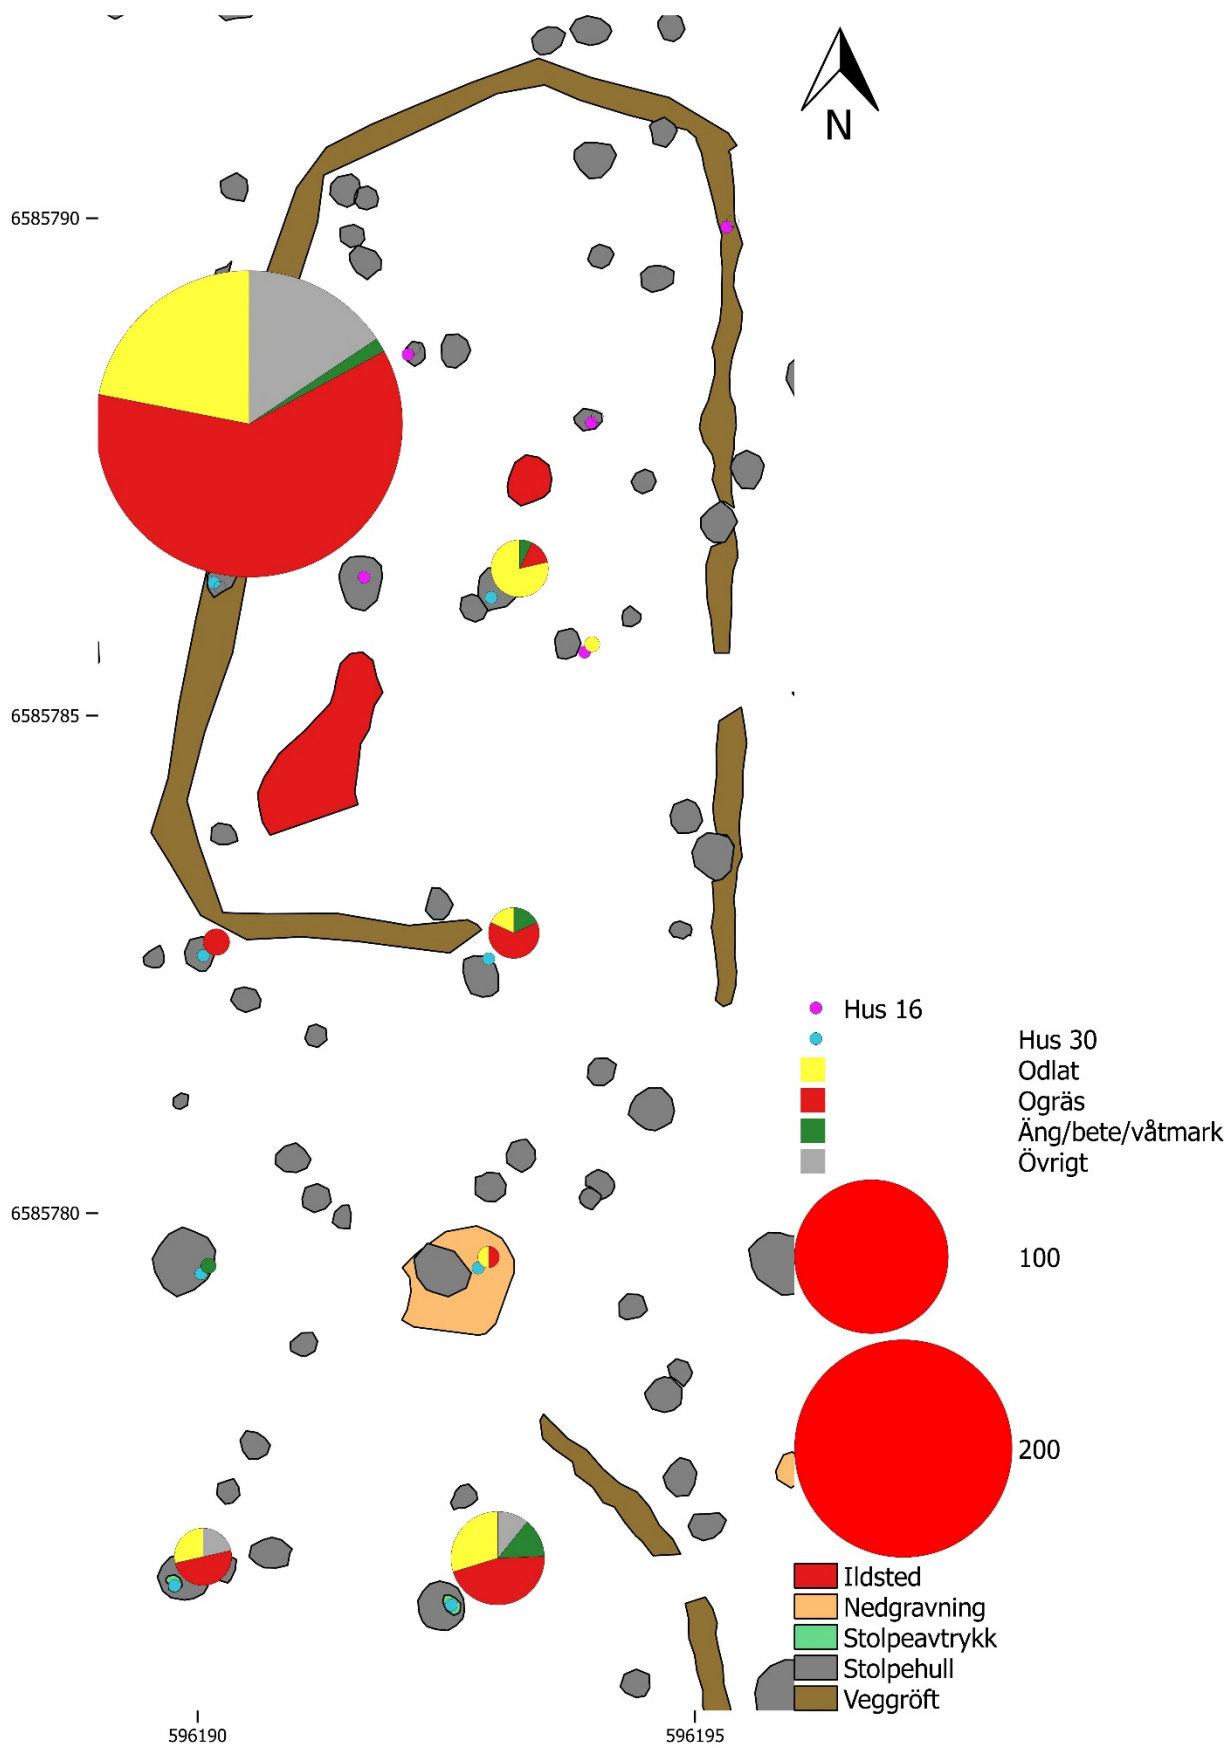 N
6585790
6585785
6585780
Hus 16
Hus 30
Odlat
Ogräs
Äng/bete/våtmark
Övrigt
100
200
Ildsted
Nedgravning
Stolpeavtrykk
Stolpehull
Veggröft
596190
596195